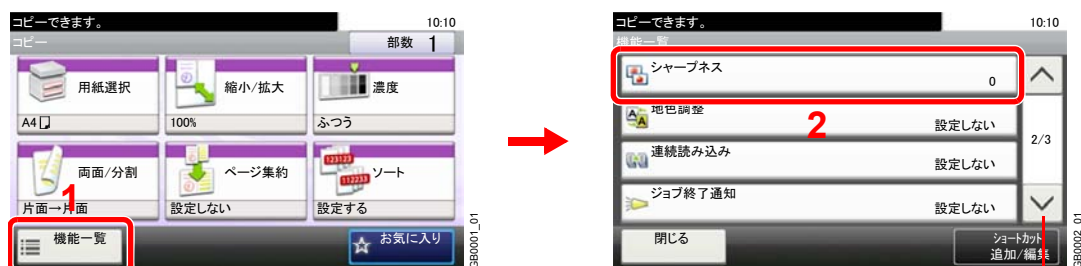 コピーできます。
10:10
コピー
部数 1
用紙選択
A4
縮小/拡大
100%
濃度
ふつう
両面/分割
片面→片面
ページ集約
設定しない
123123
112233
ソート
設定する
1
機能一覧
お気に入り
GB0001_01
コピーできます。
10:10
機能一覧
シャープネス
0
地色調整
設定しない
2
2/3
連続読み込み
設定しない
ジョブ終了通知
設定しない
閉じる
ショートカット
追加/編集
GB0002_01